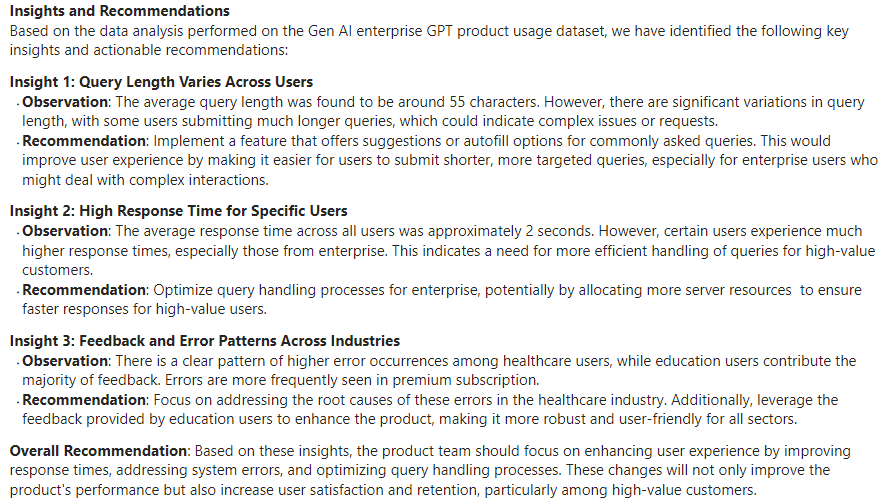 Insights and Recommendations
Based on the data analysis performed on the Gen AI enterprise GPT product usage dataset, we have identified the following key
insights and actionable recommendations:
Insight 1: Query Length Varies Across Users
· Observation: The average query length was found to be around 55 characters. However, there are significant variations in query
length, with some users submitting much longer queries, which could indicate complex issues or requests.
· Recommendation: Implement a feature that offers suggestions or autofill options for commonly asked queries. This would
improve user experience by making it easier for users to submit shorter, more targeted queries, especially for enterprise users who
might deal with complex interactions.
Insight 2: High Response Time for Specific Users
· Observation: The average response time across all users was approximately 2 seconds. However, certain users experience much
higher response times, especially those from enterprise. This indicates a need for more efficient handling of queries for high-value
customers.
· Recommendation: Optimize query handling processes for enterprise, potentially by allocating more server resources  to ensure
faster responses for high-value users.
Insight 3: Feedback and Error Patterns Across Industries
· Observation: There is a clear pattern of higher error occurrences among healthcare users, while education users contribute the
majority of feedback. Errors are more frequently seen in premium subscription.
· Recommendation: Focus on addressing the root causes of these errors in the healthcare industry. Additionally, leverage the
feedback provided by education users to enhance the product, making it more robust and user-friendly for all sectors.
Overall Recommendation: Based on these insights, the product team should focus on enhancing user experience by improving
response times, addressing system errors, and optimizing query handling processes. These changes will not only improve the
product's performance but also increase user satisfaction and retention, particularly among high-value customers.